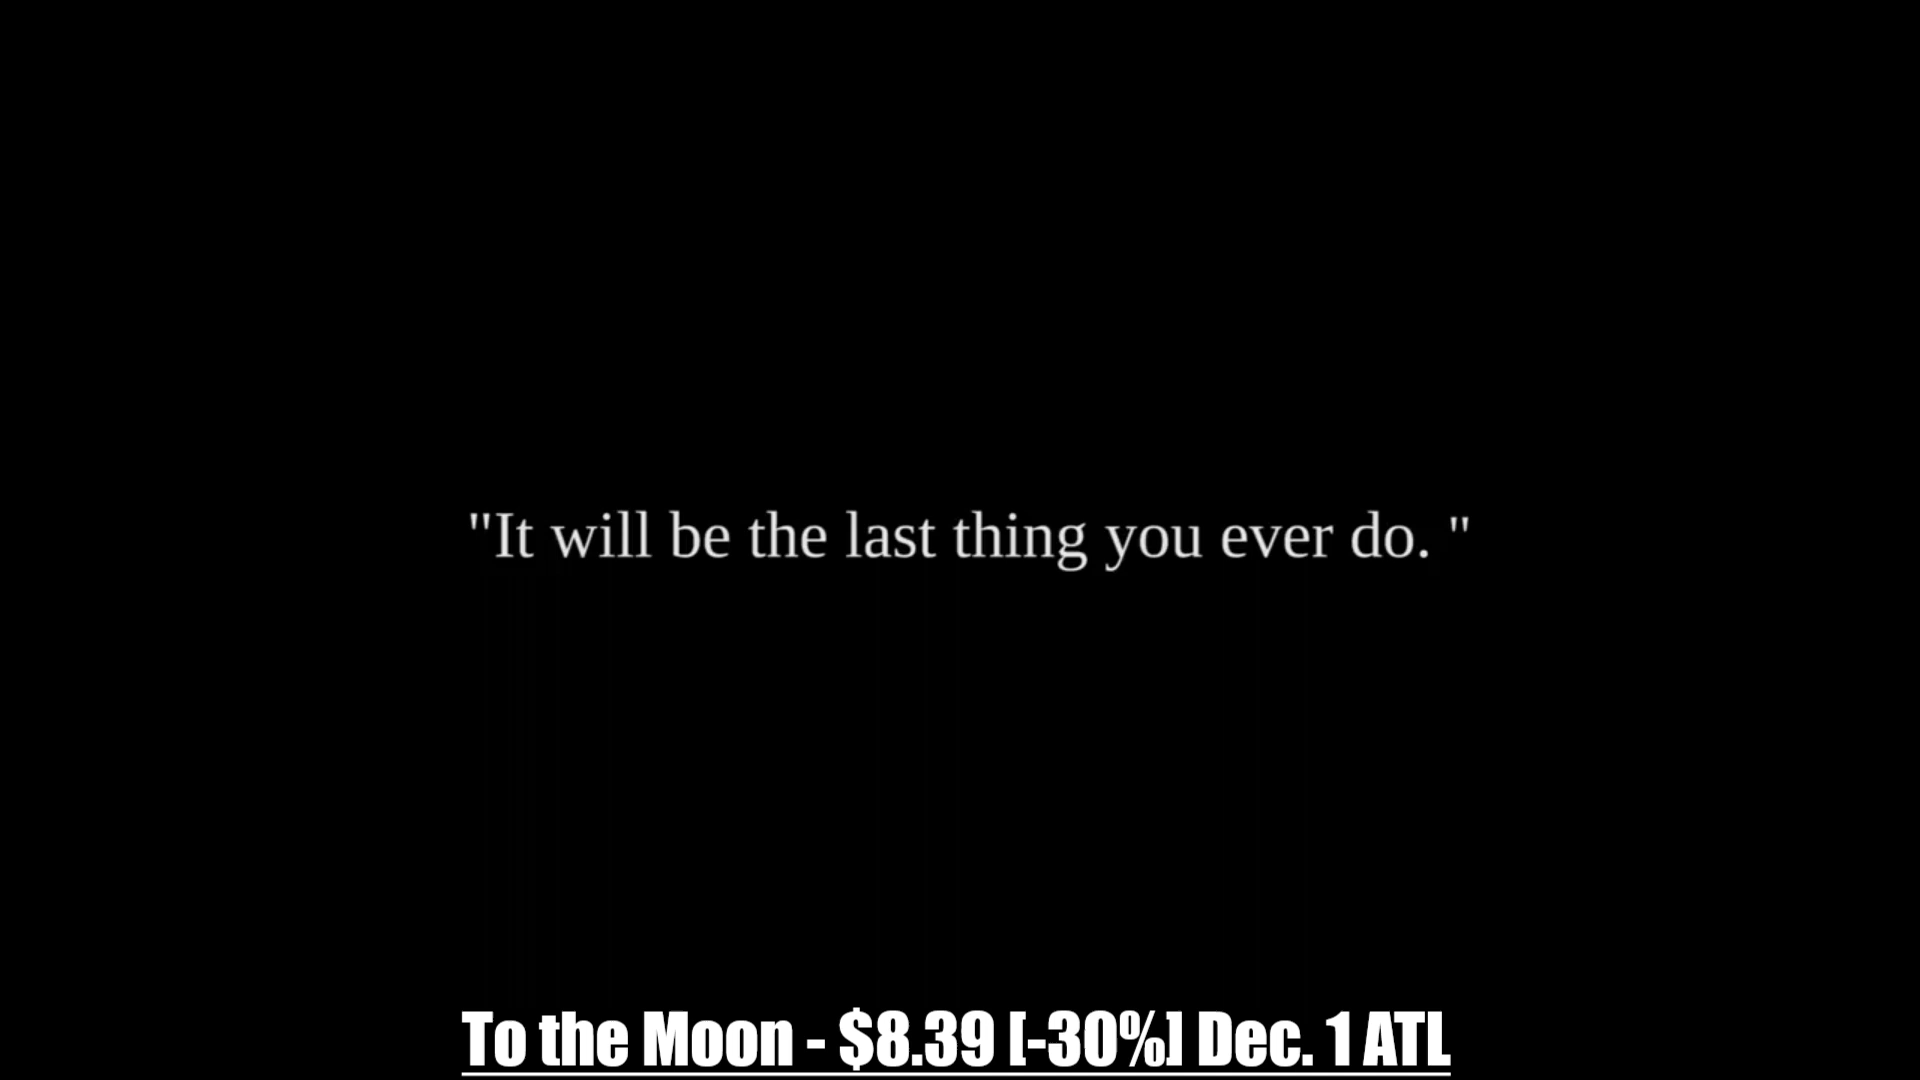 "It will be the last thing you ever do. "
To the Moon - $8.39 [-30%] Dec. 1 ATL